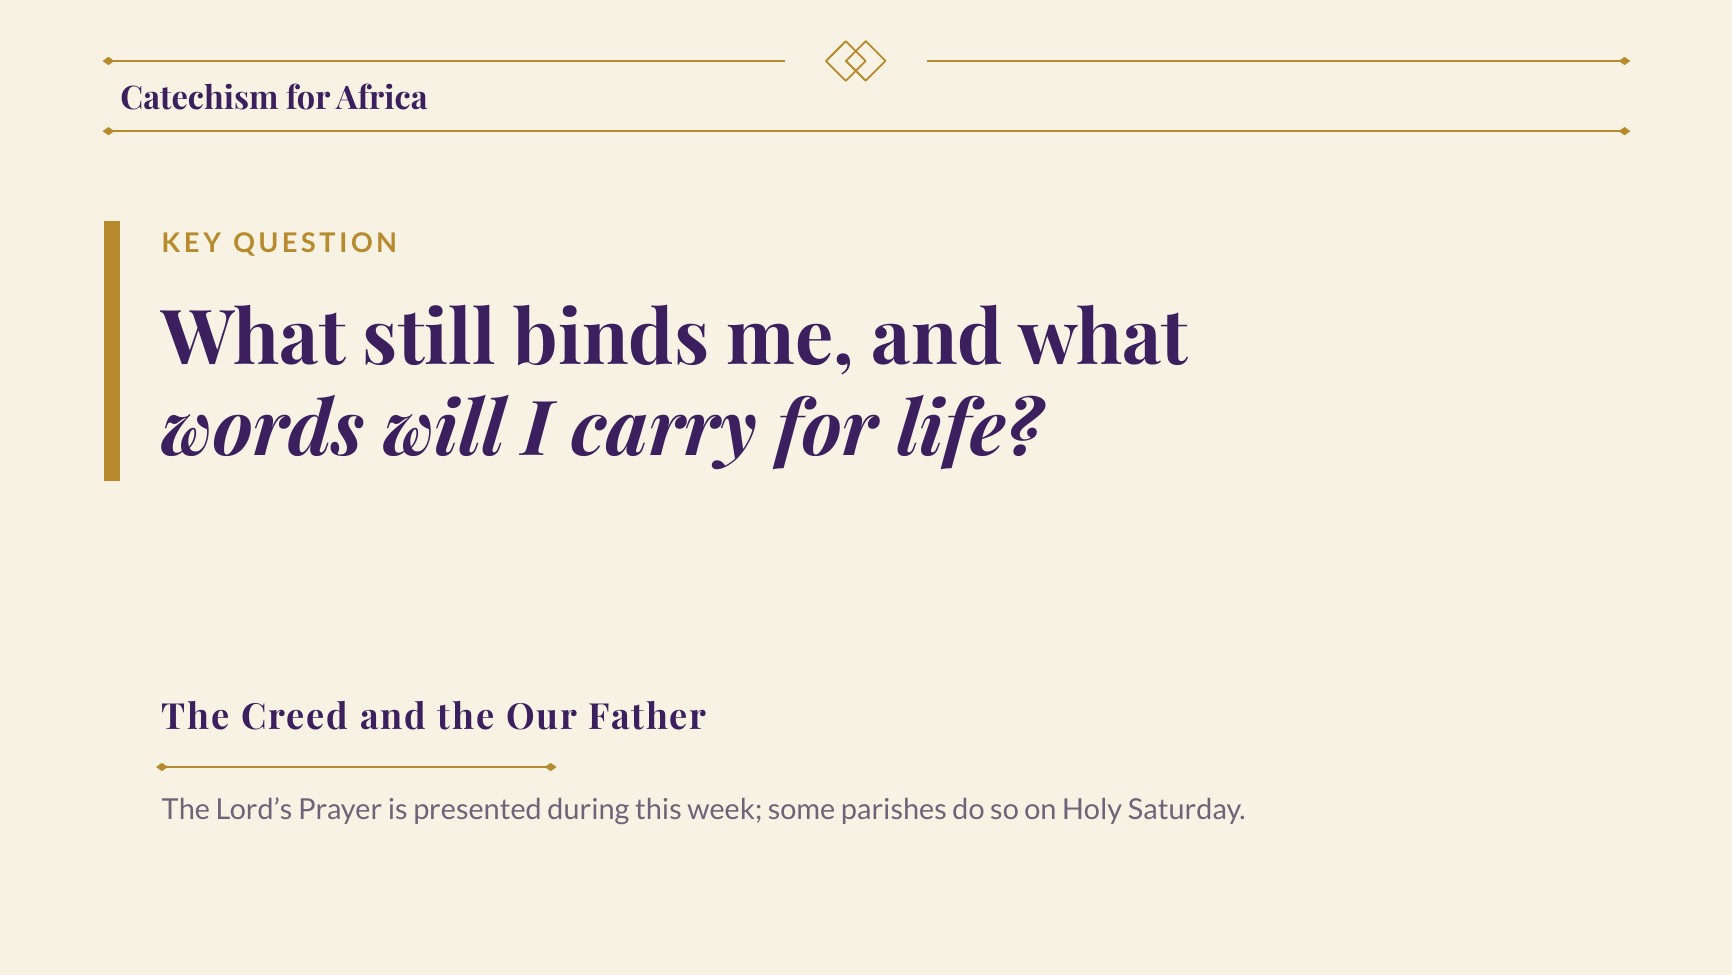 Catechism for Africa
KEY QUESTION
What still binds me, and what
words will I carry for life?
The Creed and the Our Father
The Lord’s Prayer is presented during this week; some parishes do so on Holy Saturday.